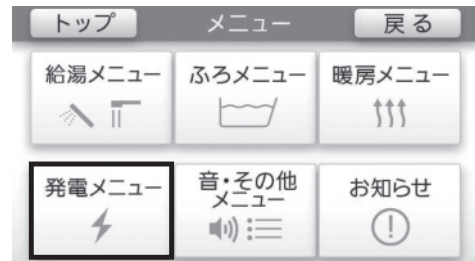 トップ
メニュー
戻る
給湯メニュー
ふろメニュー
暖房メニュー
発電メニュー
音・その他
メニュー
お知らせ